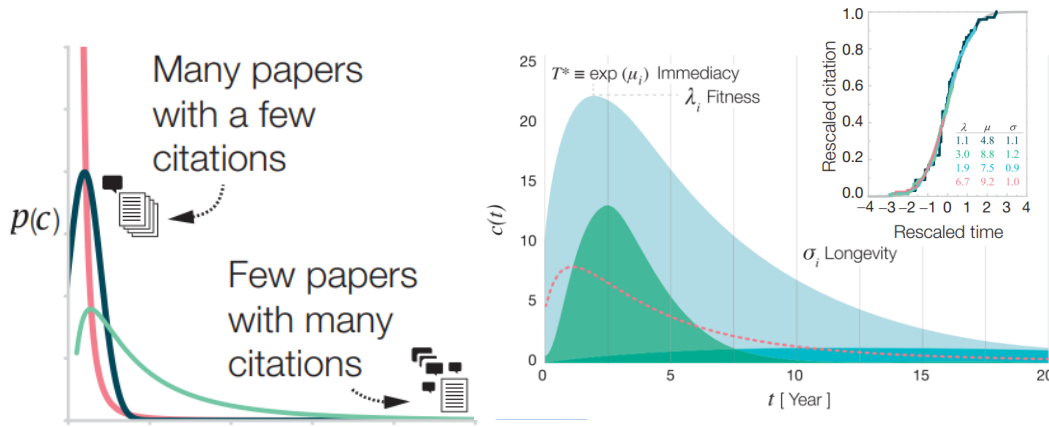 Many papers
with a few
citations
p(c)
Few papers
with many
citations
25
20
15
10
5
0
c(t)
T* ≡ exp (μᵢ) Immediacy
λᵢ Fitness
σᵢ Longevity
0 5 10 15 20
t [ Year ]
1.0
0.8
0.6
0.4
0.2
0.0
Rescaled citation
λ μ σ
1.1 4.8 1.1
3.0 8.8 1.2
1.9 7.5 0.9
6.7 9.2 1.0
−4 −3 −2 −1 0 1 2 3 4
Rescaled time